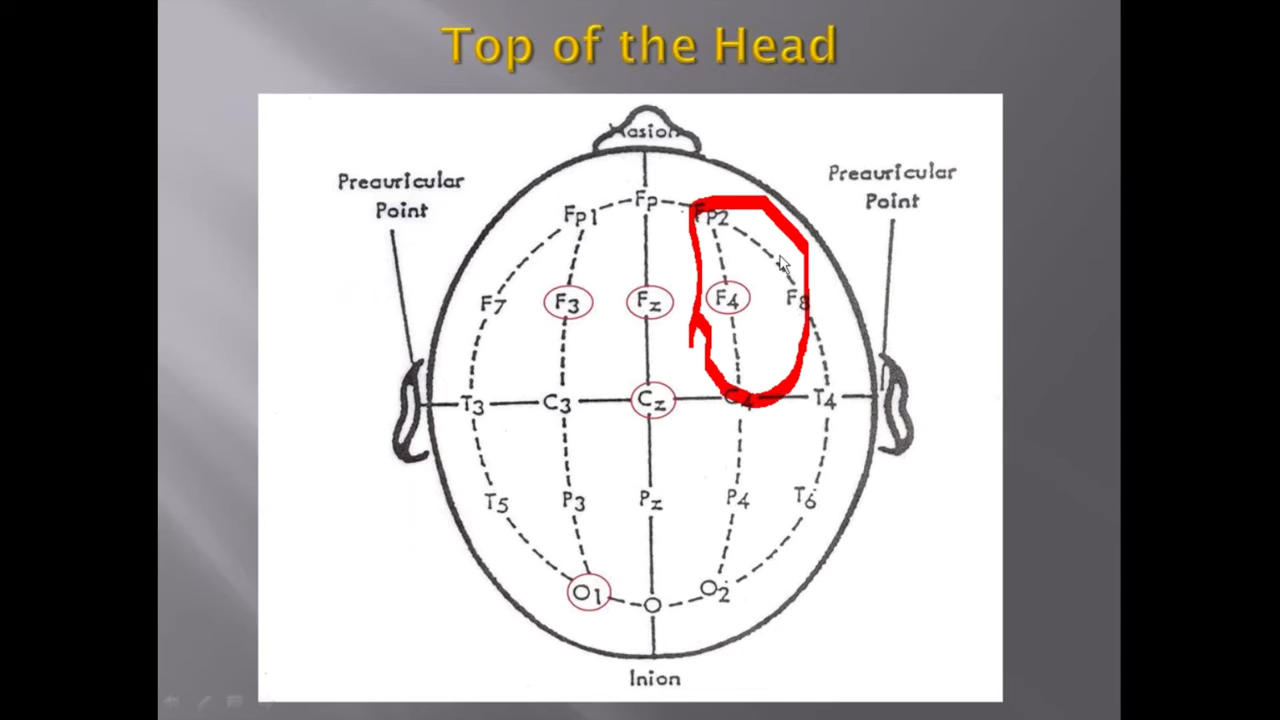 Top of the Head
Nasion
Preauricular
Point
Preauricular
Point
Fp1 Fp Fp2
F7 F3 Fz F4 F8
T3 C3 Cz C4 T4
T5 P3 Pz P4 T6
O1 O O2
Inion